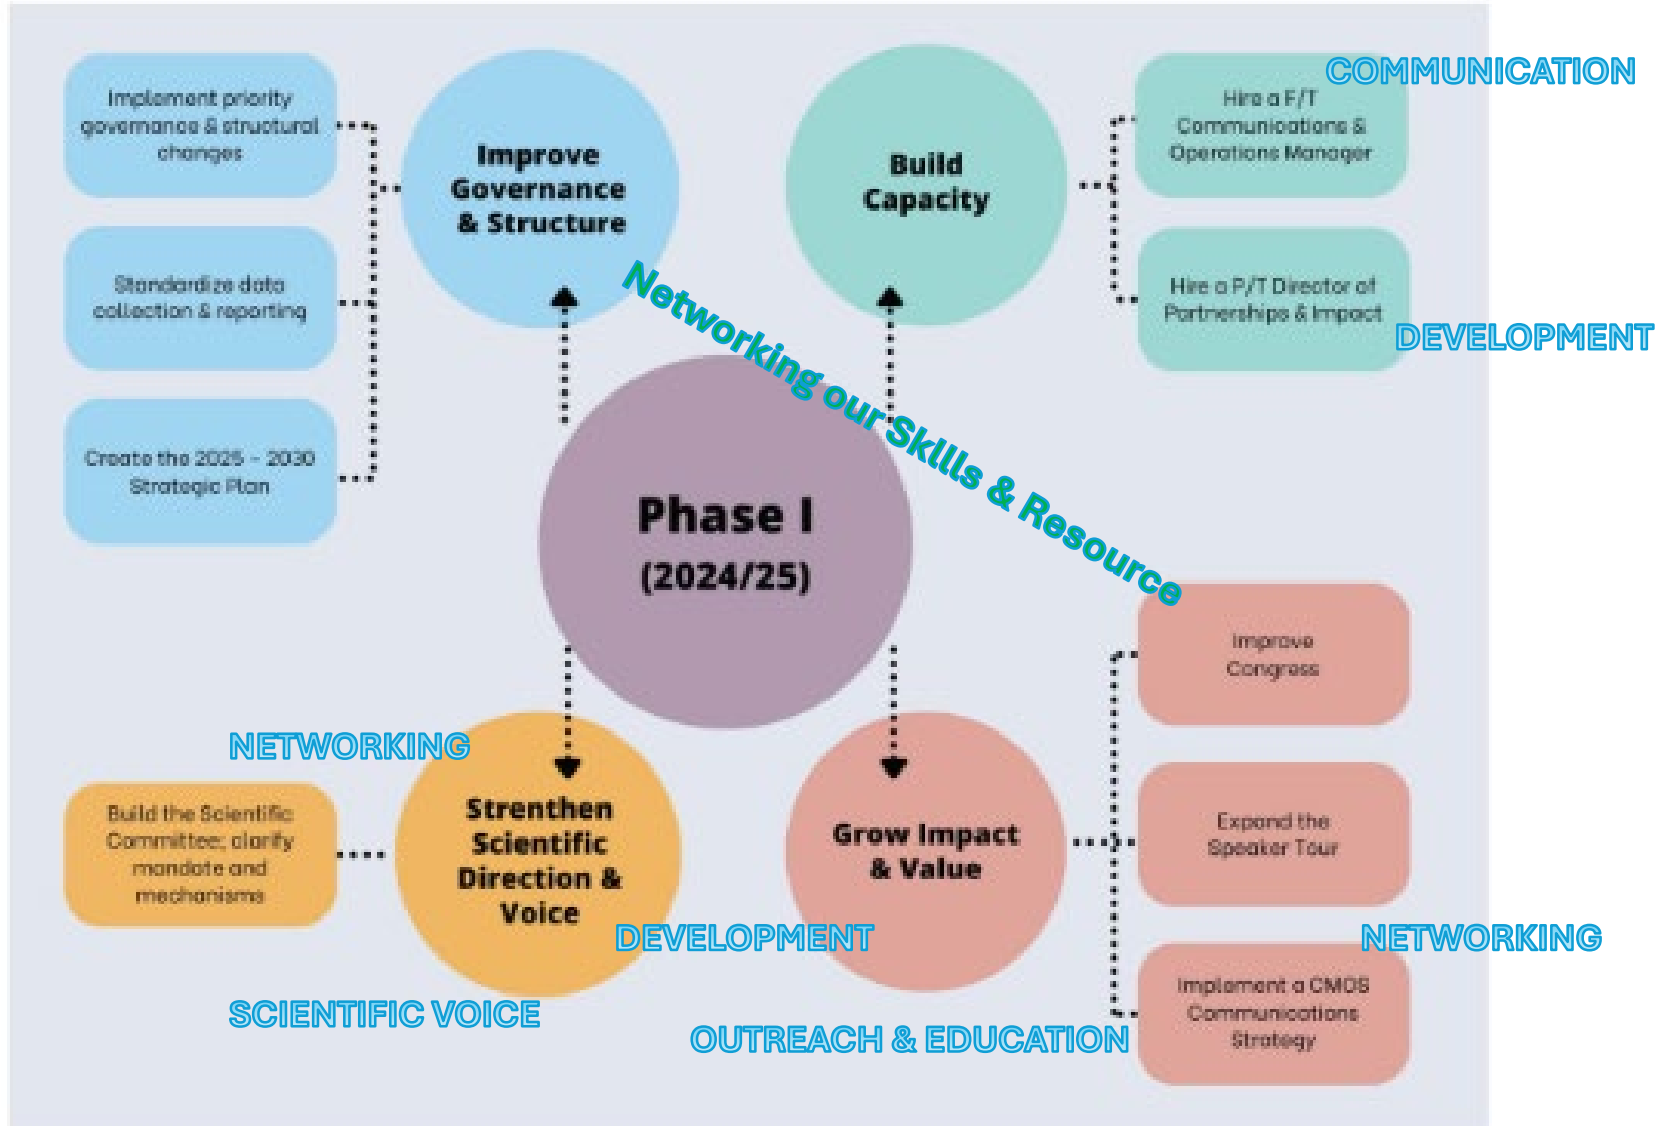 Implement priority
governance & structural
changes
Standardize data
collection & reporting
Create the 2025 - 2030
Strategic Plan
Improve
Governance
& Structure
Build
Capacity
COMMUNICATION
Hire a F/T
Communications &
Operations Manager
Hire a P/T Director of
Partnerships & Impact
DEVELOPMENT
Networking our Skills & Resource
Phase I
(2024/25)
NETWORKING
Build the Scientific
Committee; clarify
mandate and
mechanisms
Strenthen
Scientific
Direction &
Voice
DEVELOPMENT
SCIENTIFIC VOICE
Grow Impact
& Value
OUTREACH & EDUCATION
Improve
Congress
Expand the
Speaker Tour
NETWORKING
Implement a CMOS
Communications
Strategy